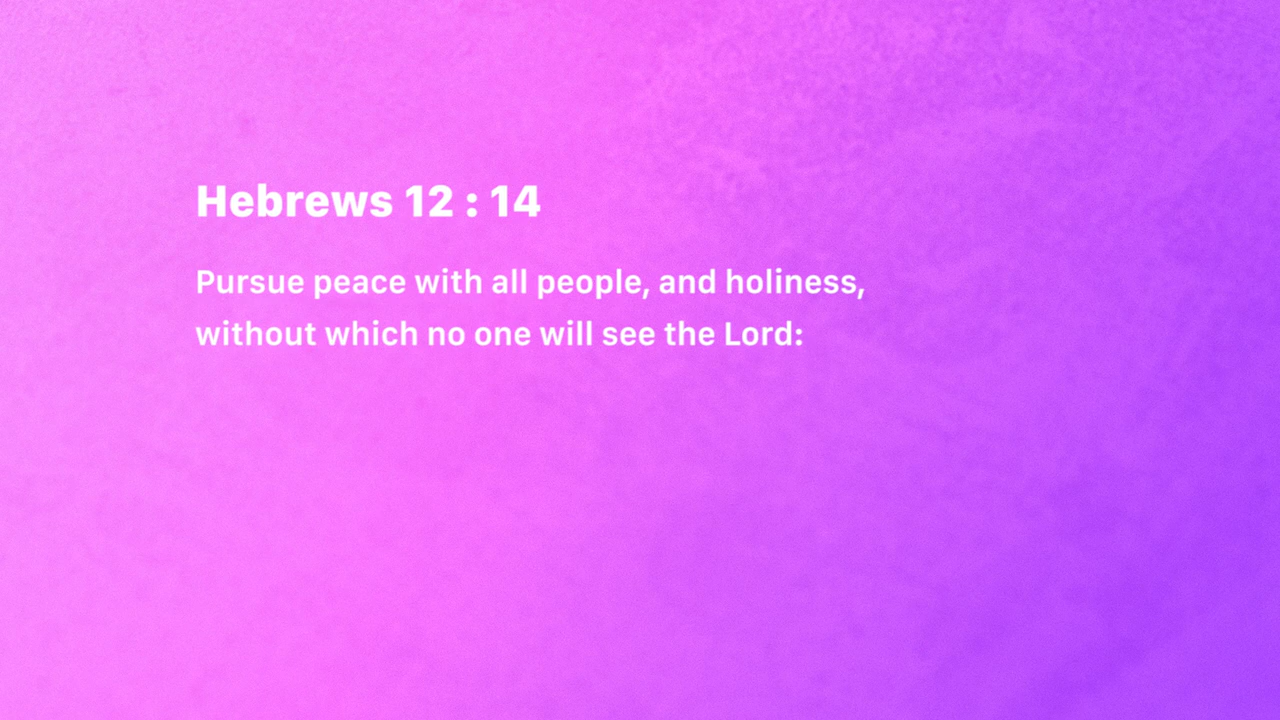 Hebrews 12 : 14
Pursue peace with all people, and holiness,
without which no one will see the Lord: